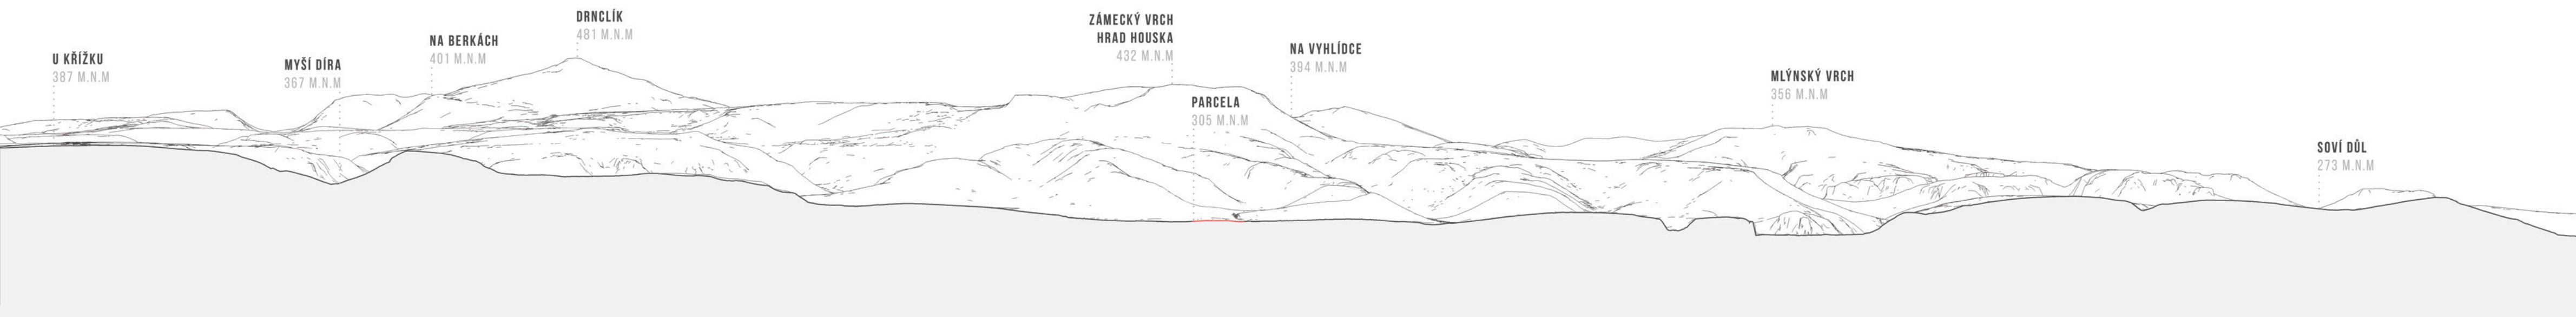 U KŘÍŽKU
387 M.N.M
MYŠÍ DÍRA
367 M.N.M
NA BERKÁCH
401 M.N.M
DRNCLÍK
481 M.N.M
ZÁMECKÝ VRCH
HRAD HOUSKA
432 M.N.M
PARCELA
305 M.N.M
NA VYHLÍDCE
394 M.N.M
MLÝNSKÝ VRCH
356 M.N.M
SOVÍ DŮL
273 M.N.M